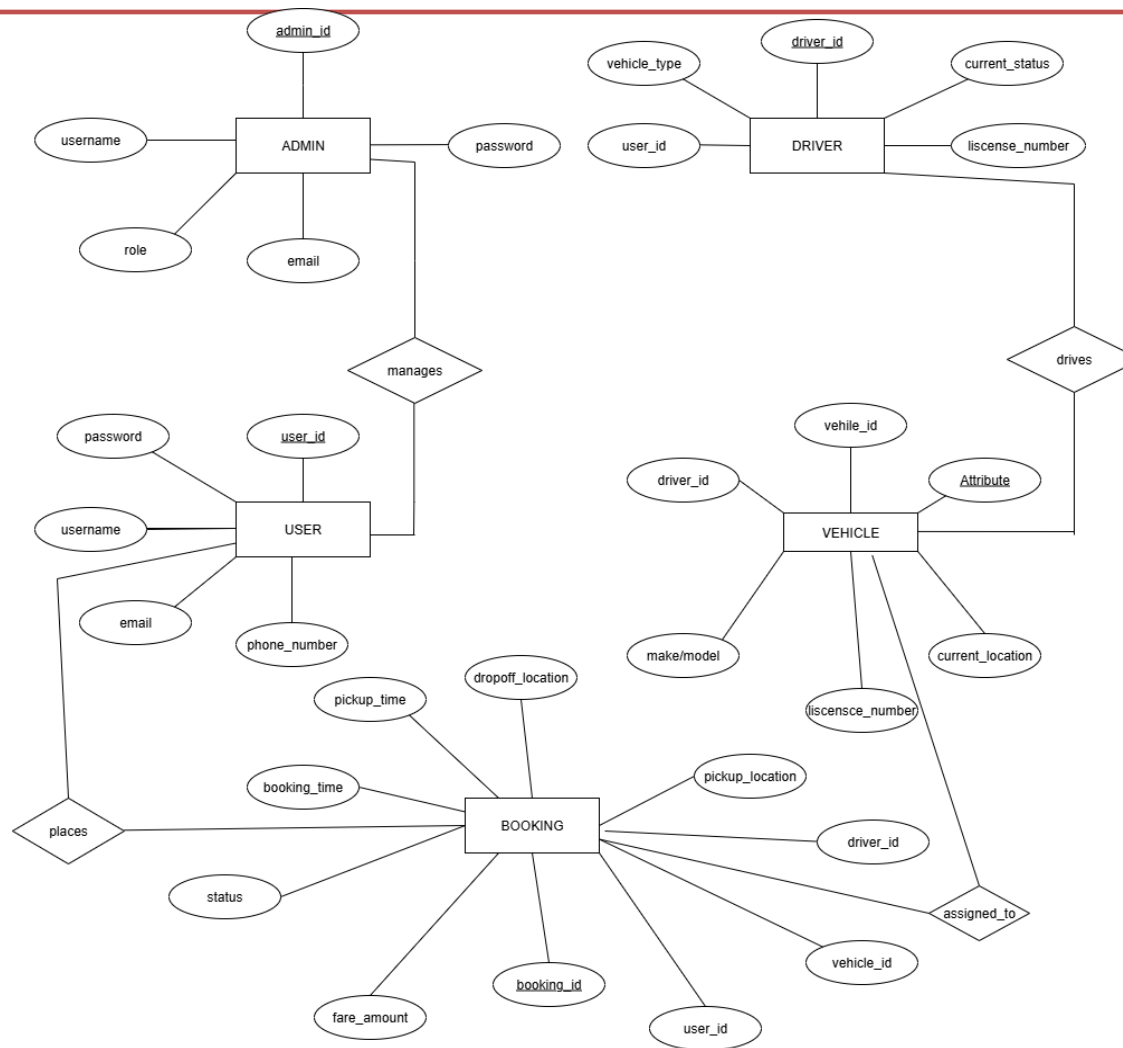 admin_id
driver_id
vehicle_type
current_status
username
ADMIN
password
user_id
DRIVER
liscense_number
role
email
manages
drives
password
user_id
vehile_id
driver_id
Attribute
username
USER
VEHICLE
email
phone_number
make/model
current_location
dropoff_location
pickup_time
liscensce_number
pickup_location
booking_time
places
BOOKING
driver_id
status
assigned_to
vehicle_id
booking_id
fare_amount
user_id